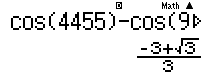 D Math ▲
cos(4455)-cos(9▷
-3+√3
3